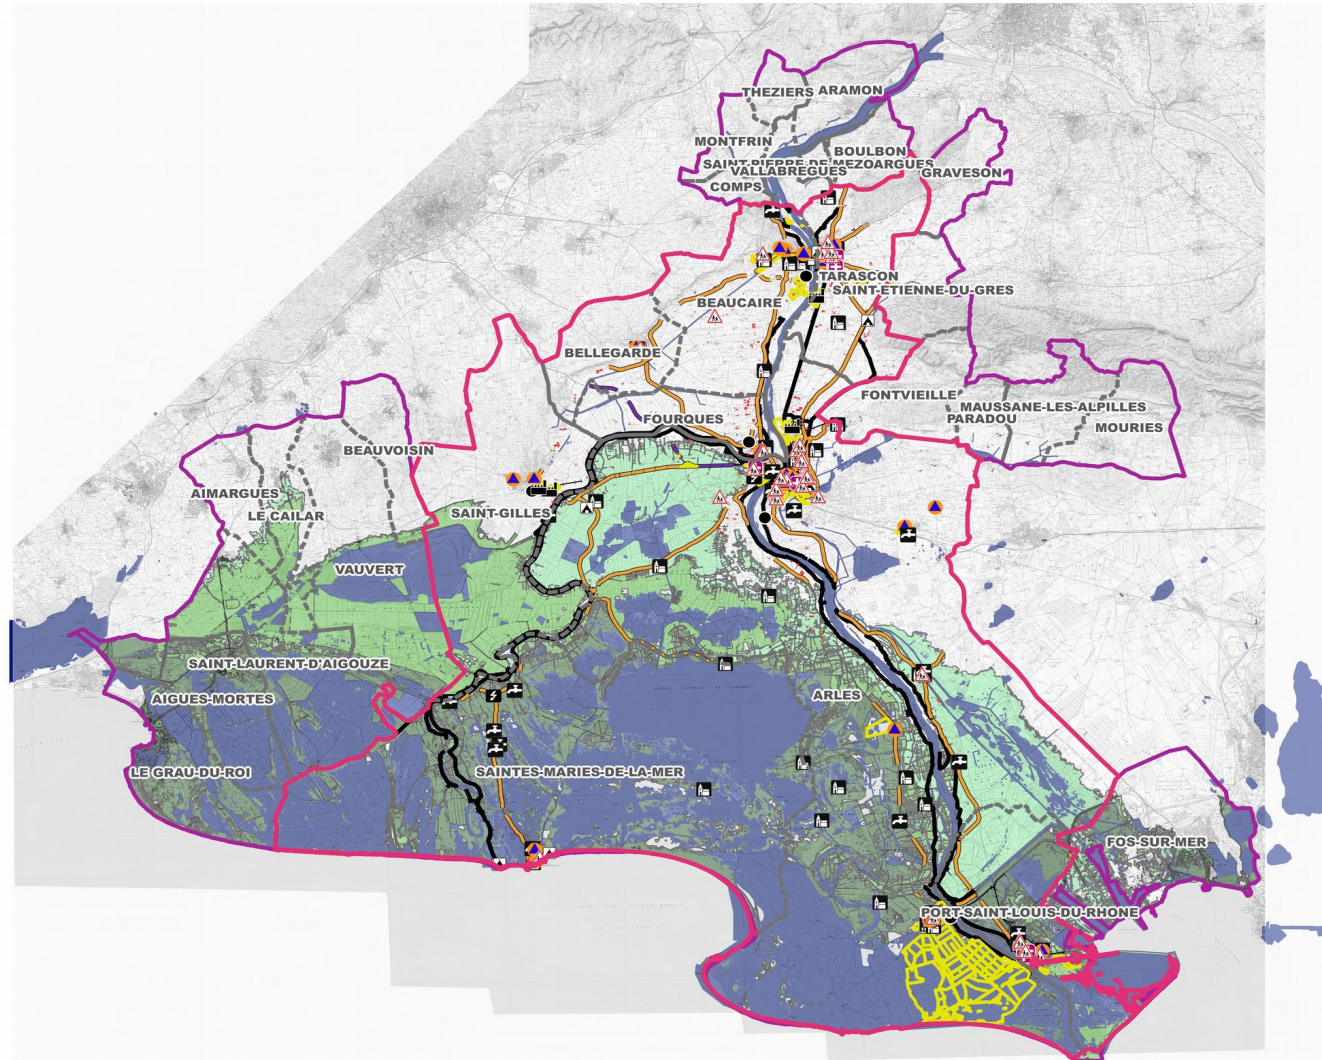 THEZIERS ARAMON
MONTFRIN
BOULBON
SAINT-PIERRE-DE-MEZOARGUES
VALLABREGUES
GRAVESON
COMPS
TARASCON
SAINT-ETIENNE-DU-GRES
BEAUCAIRE
BELLEGARDE
FONTVIEILLE
MAUSSANE-LES-ALPILLES
FOURQUES
PARADOU
MOURIES
BEAUVOISIN
AIMARGUES
LE CAILAR
SAINT-GILLES
VAUVERT
SAINT-LAURENT-D'AIGOUZE
AIGUES-MORTES
ARLES
LE GRAU-DU-ROI
SAINTES-MARIES-DE-LA-MER
FOS-SUR-MER
PORT-SAINT-LOUIS-DU-RHONE